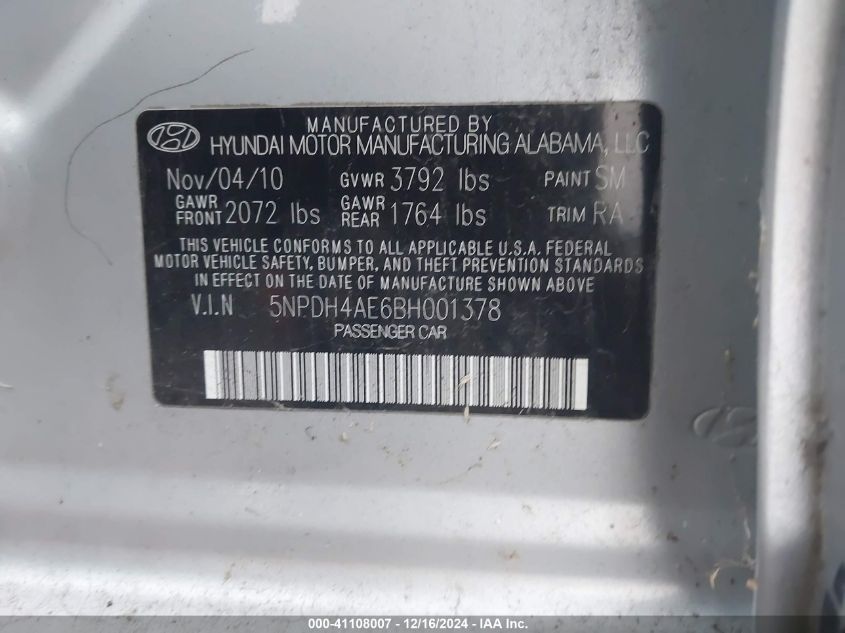 MANUFACTURED BY
HYUNDAI MOTOR MANUFACTURING ALABAMA, LLC
Nov/04/10 GVWR 3792 lbs PAINT SM
GAWR FRONT 2072 lbs GAWR REAR 1764 lbs TRIM RA
THIS VEHICLE CONFORMS TO ALL APPLICABLE U.S.A. FEDERAL
MOTOR VEHICLE SAFETY, BUMPER, AND THEFT PREVENTION STANDARDS
IN EFFECT ON THE DATE OF MANUFACTURE SHOWN ABOVE
V.I.N 5NPDH4AE6BH001378
PASSENGER CAR
000-41108007 - 12/16/2024 - IAA Inc.